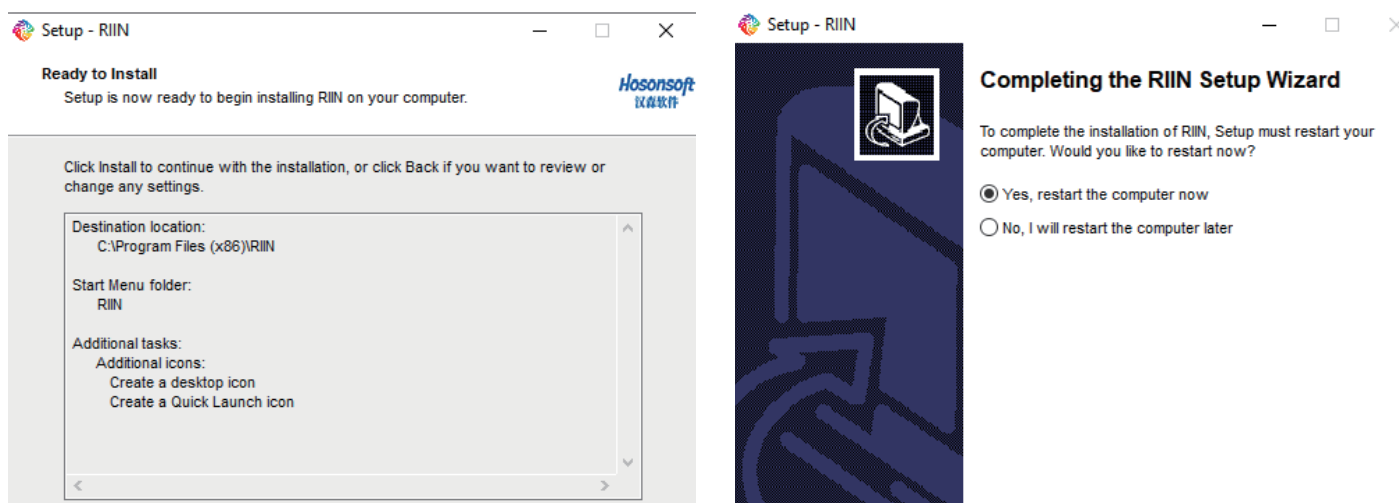 Setup - RIIN
Ready to Install
Setup is now ready to begin installing RIIN on your computer.
Hosonsoft
汉森软件
Click Install to continue with the installation, or click Back if you want to review or
change any settings.
Destination location:
C:\Program Files (x86)\RIIN
Start Menu folder:
RIIN
Additional tasks:
Additional icons:
Create a desktop icon
Create a Quick Launch icon
Setup - RIIN
Completing the RIIN Setup Wizard
To complete the installation of RIIN, Setup must restart your
computer. Would you like to restart now?
Yes, restart the computer now
No, I will restart the computer later